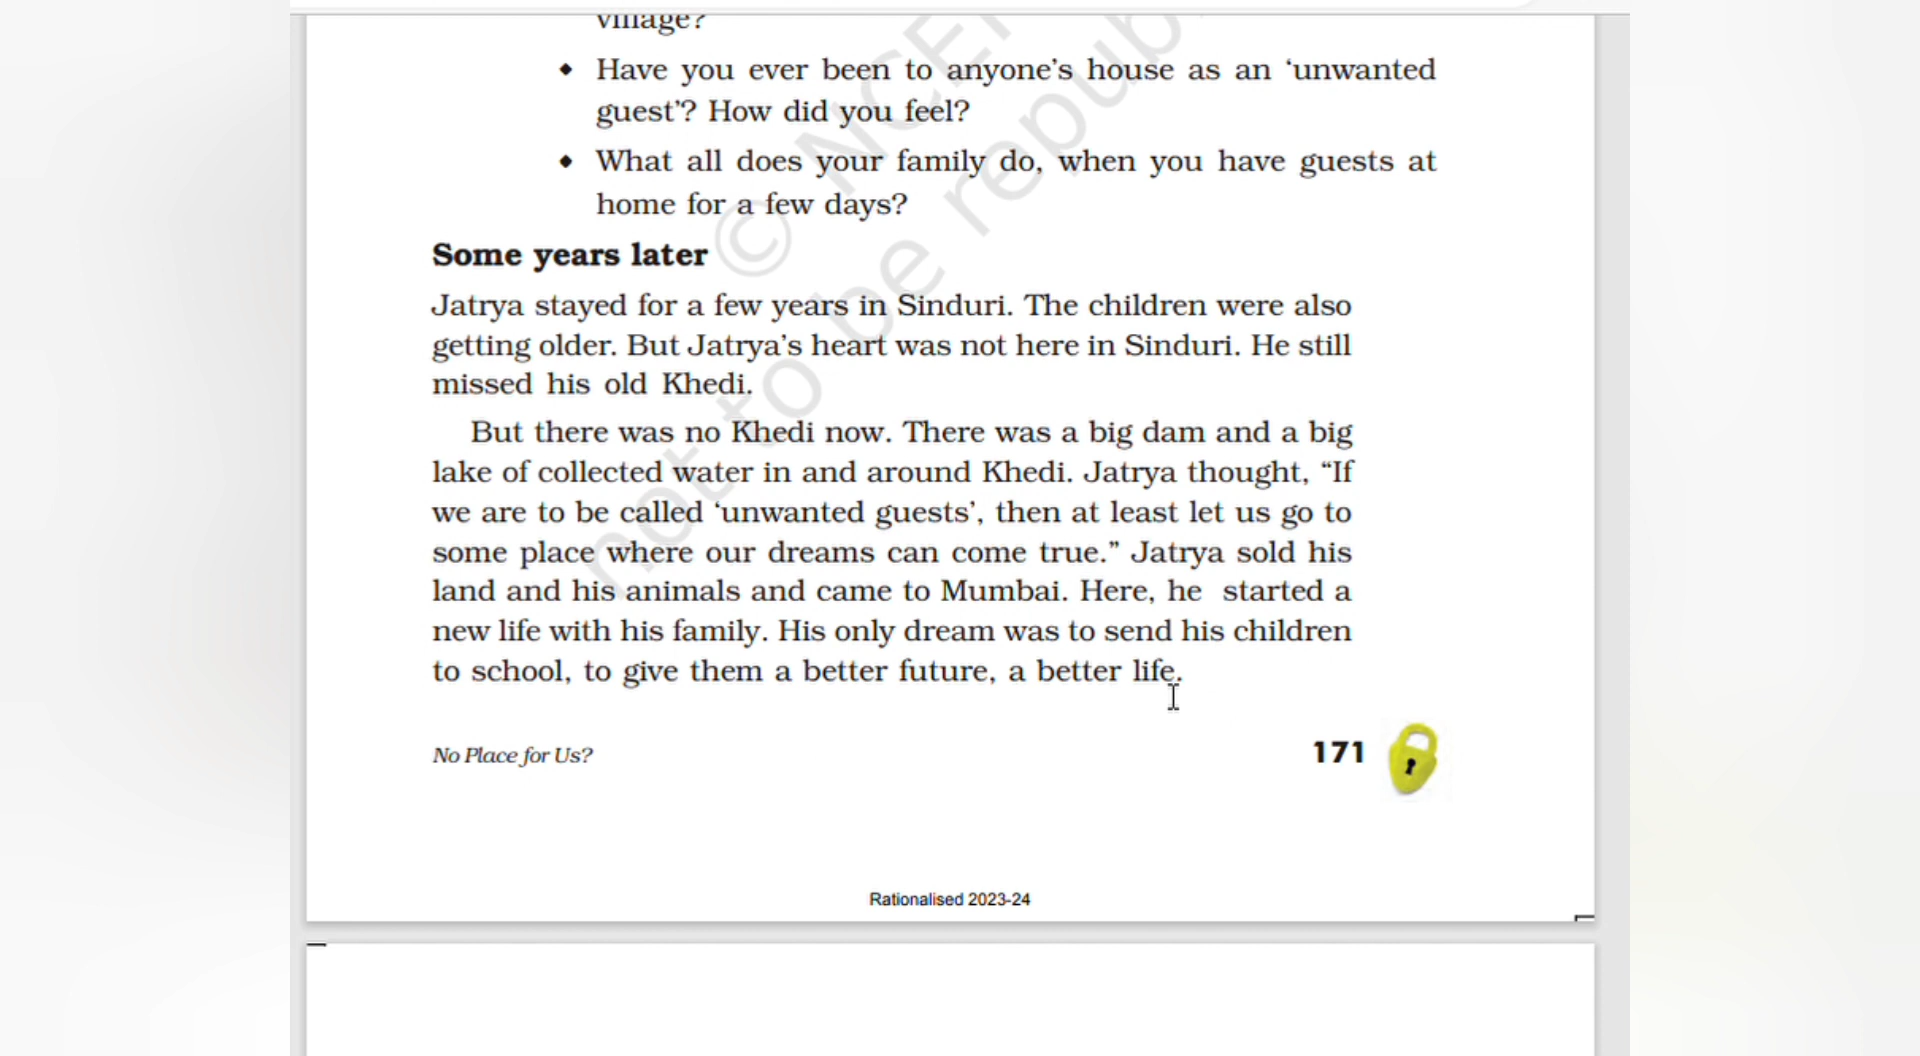 village?
◆ Have you ever been to anyone’s house as an ‘unwanted
guest’? How did you feel?
◆ What all does your family do, when you have guests at
home for a few days?
Some years later
Jatrya stayed for a few years in Sinduri. The children were also
getting older. But Jatrya’s heart was not here in Sinduri. He still
missed his old Khedi.
But there was no Khedi now. There was a big dam and a big
lake of collected water in and around Khedi. Jatrya thought, “If
we are to be called ‘unwanted guests’, then at least let us go to
some place where our dreams can come true.” Jatrya sold his
land and his animals and came to Mumbai. Here, he started a
new life with his family. His only dream was to send his children
to school, to give them a better future, a better life.
No Place for Us?
171
Rationalised 2023-24
© NCE
not to be repub